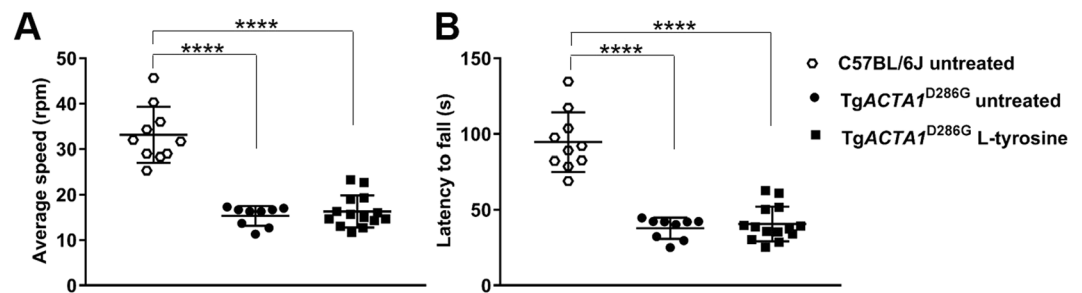 A
****
****
50
40
30
20
10
0
Average speed (rpm)
B
****
****
150
100
50
0
Latency to fall (s)
C57BL/6J untreated
TgACTA1D286G untreated
TgACTA1D286G L-tyrosine